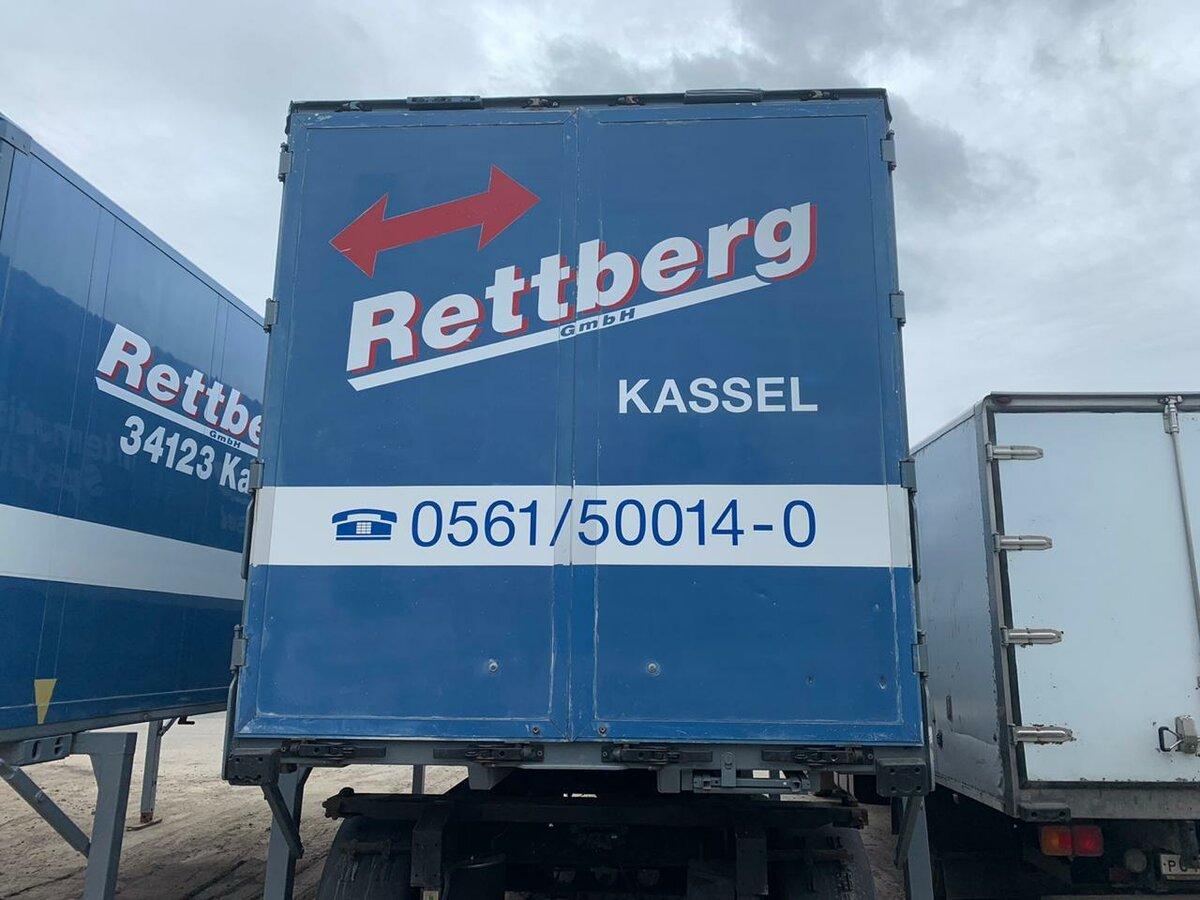 Rettberg
GmbH
KASSEL
0561/50014-0
Rettbe
GmbH
34123 Ka